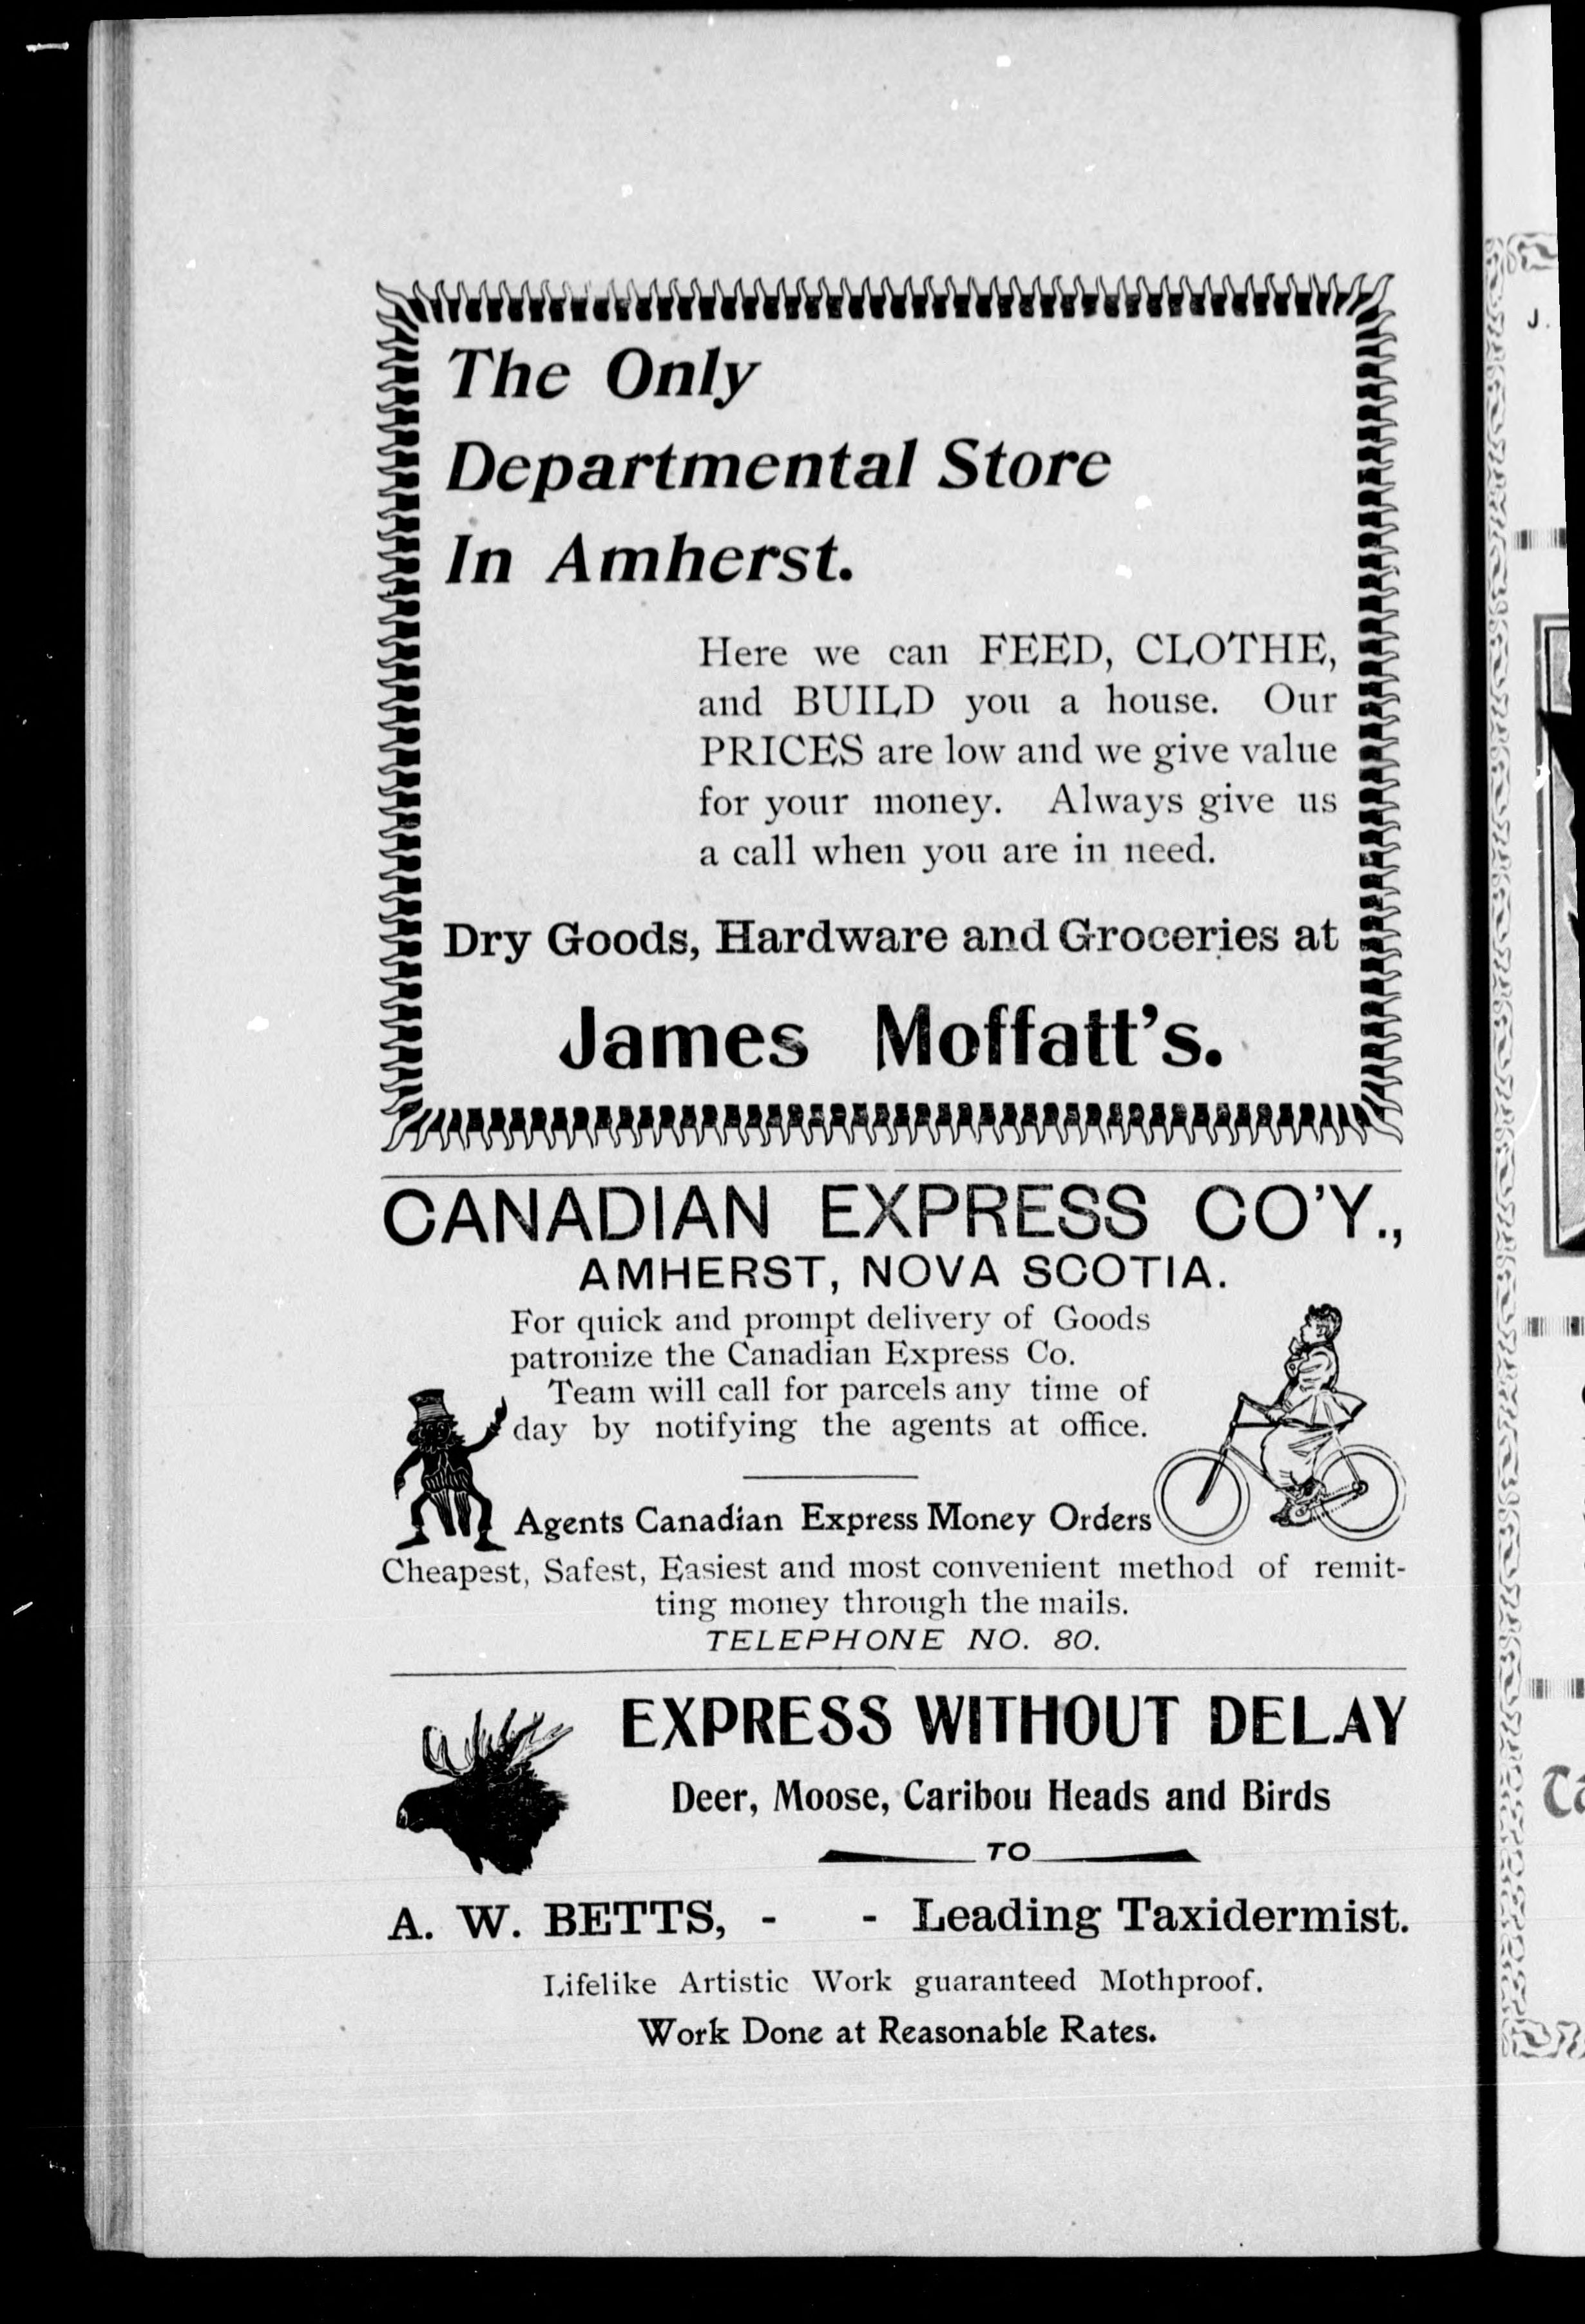 The Only
Departmental Store
In Amherst.
Here we can FEED, CLOTHE,
and BUILD you a house. Our
PRICES are low and we give value
for your money. Always give us
a call when you are in need.
Dry Goods, Hardware and Groceries at
James Moffatt's.
CANADIAN EXPRESS CO'Y.,
AMHERST, NOVA SCOTIA.
For quick and prompt delivery of Goods
patronize the Canadian Express Co.
Team will call for parcels any time of
day by notifying the agents at office.
Agents Canadian Express Money Orders
Cheapest, Safest, Easiest and most convenient method of remit-
ting money through the mails.
TELEPHONE NO. 80.
EXPRESS WITHOUT DELAY
Deer, Moose, Caribou Heads and Birds
TO
A. W. BETTS, - - Leading Taxidermist.
Lifelike Artistic Work guaranteed Mothproof.
Work Done at Reasonable Rates.
J.